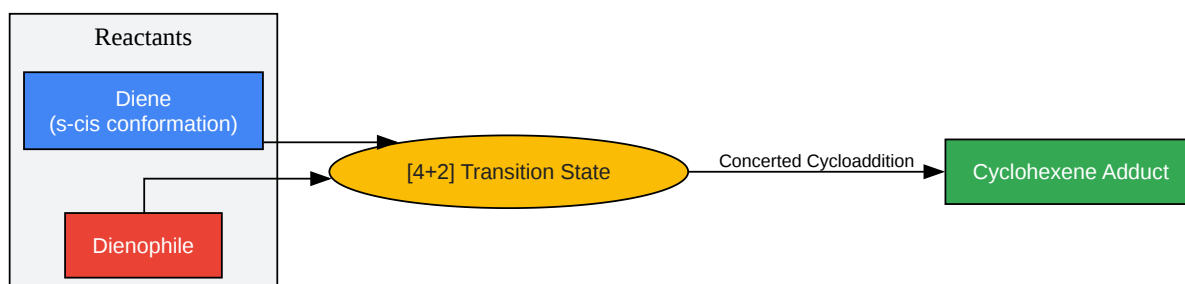 Reactants
Diene
(s-cis conformation)
[4+2] Transition State
Concerted Cycloaddition
Cyclohexene Adduct
Dienophile